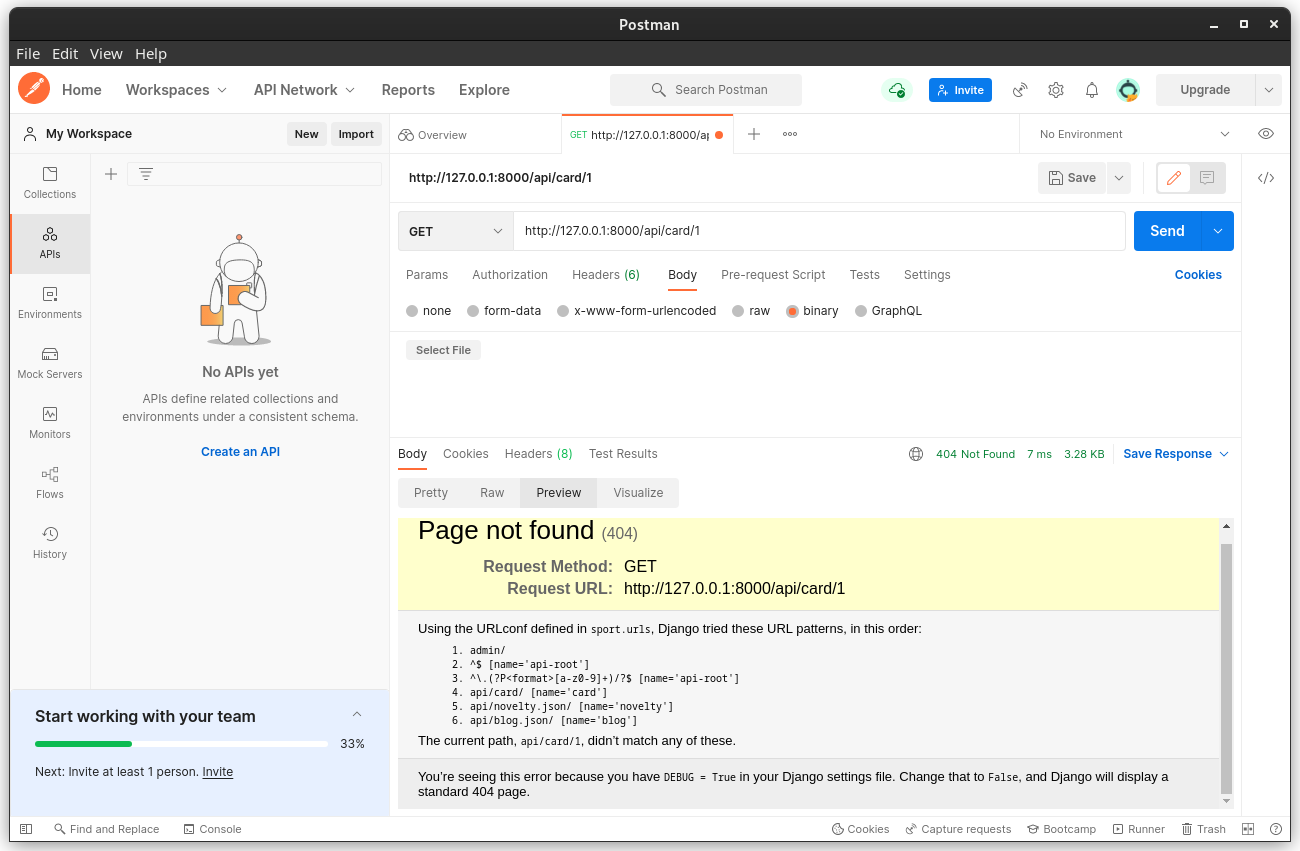 Postman
File Edit View Help
Home Workspaces API Network Reports Explore Search Postman Invite Upgrade
My Workspace New Import Overview GET http://127.0.0.1:8000/ap No Environment
Collections
APIs
Environments
Mock Servers
Monitors
Flows
History
No APIs yet
APIs define related collections and
environments under a consistent schema.
Create an API
Start working with your team
33%
Next: Invite at least 1 person. Invite
http://127.0.0.1:8000/api/card/1 Save
GET http://127.0.0.1:8000/api/card/1 Send
Params Authorization Headers (6) Body Pre-request Script Tests Settings Cookies
none form-data x-www-form-urlencoded raw binary GraphQL
Select File
Body Cookies Headers (8) Test Results 404 Not Found 7 ms 3.28 KB Save Response
Pretty Raw Preview Visualize
Page not found (404)
Request Method: GET
Request URL: http://127.0.0.1:8000/api/card/1
Using the URLconf defined in sport.urls, Django tried these URL patterns, in this order:
1. admin/
2. ^$ [name='api-root']
3. ^\.(?P<format>[a-z0-9]+)/?$ [name='api-root']
4. api/card/ [name='card']
5. api/novelty.json/ [name='novelty']
6. api/blog.json/ [name='blog']
The current path, api/card/1, didn’t match any of these.
You’re seeing this error because you have DEBUG = True in your Django settings file. Change that to False, and Django will display a
standard 404 page.
Find and Replace Console Cookies Capture requests Bootcamp Runner Trash